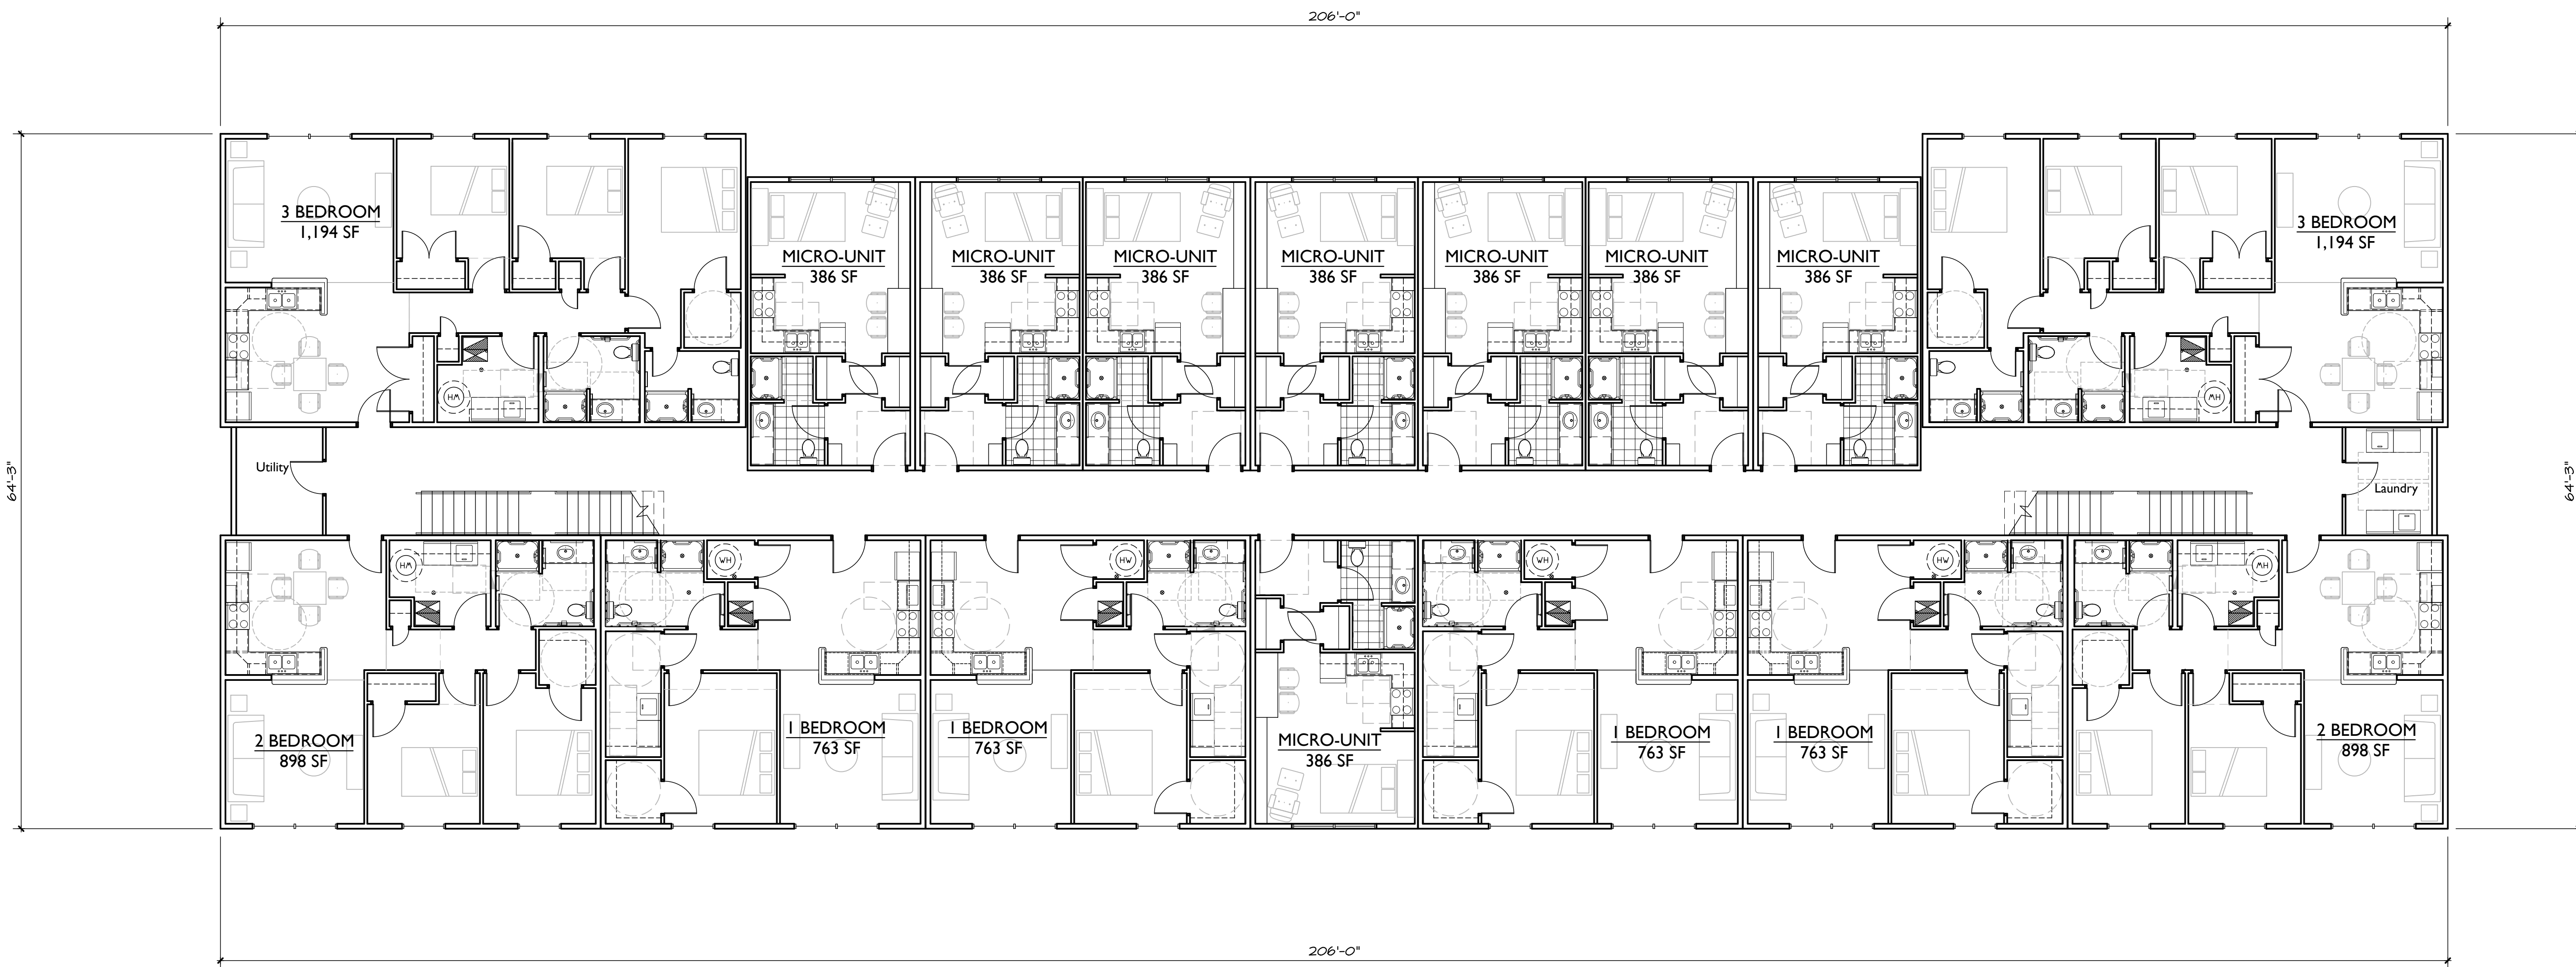 206'-0"
64'-3"
64'-3"
3 BEDROOM
1,194 SF
3 BEDROOM
1,194 SF
MICRO-UNIT
386 SF
MICRO-UNIT
386 SF
MICRO-UNIT
386 SF
MICRO-UNIT
386 SF
MICRO-UNIT
386 SF
MICRO-UNIT
386 SF
MICRO-UNIT
386 SF
HW
HW
Utility
Laundry
HW
WH
HW
WH
HW
HW
2 BEDROOM
898 SF
1 BEDROOM
763 SF
1 BEDROOM
763 SF
MICRO-UNIT
386 SF
1 BEDROOM
763 SF
1 BEDROOM
763 SF
2 BEDROOM
898 SF
206'-0"